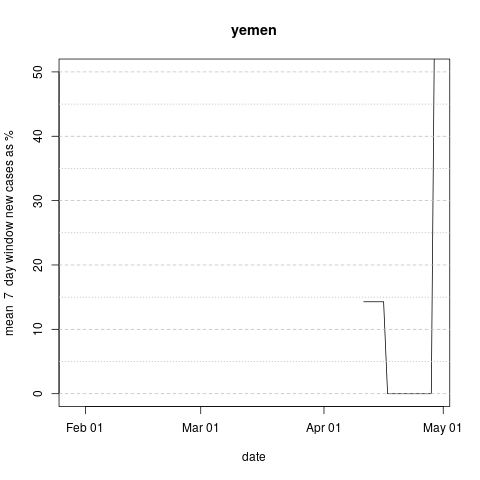 yemen
mean 7 day window new cases as %
50
40
30
20
10
0
Feb 01
Mar 01
Apr 01
May 01
date